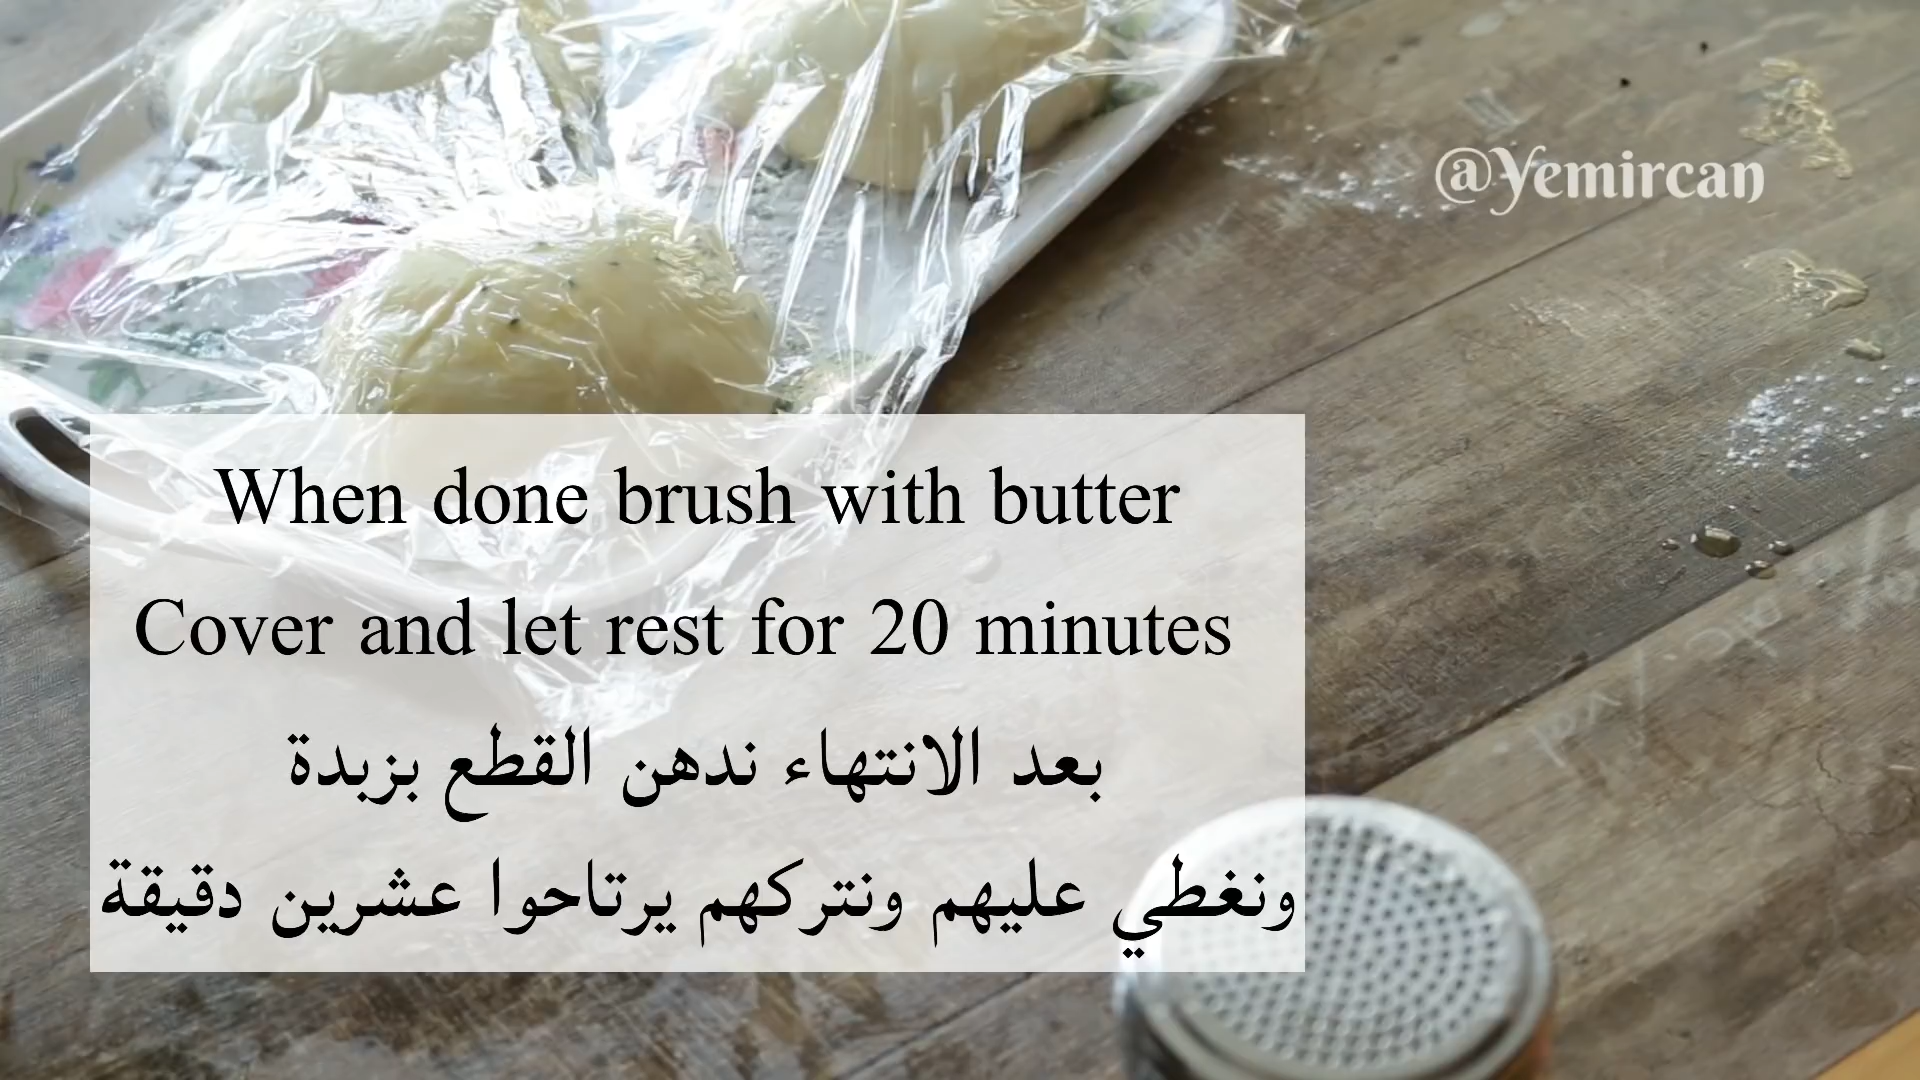 @Yemircan
When done brush with butter
Cover and let rest for 20 minutes
بعد الانتهاء ندهن القطع بزبدة
ونغطي عليهم ونتركهم يرتاحوا عشرين دقيقة